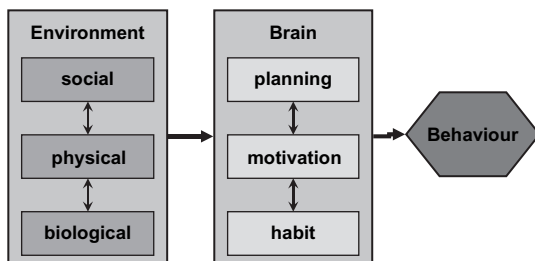 Environment
social
physical
biological
Brain
planning
motivation
habit
Behaviour